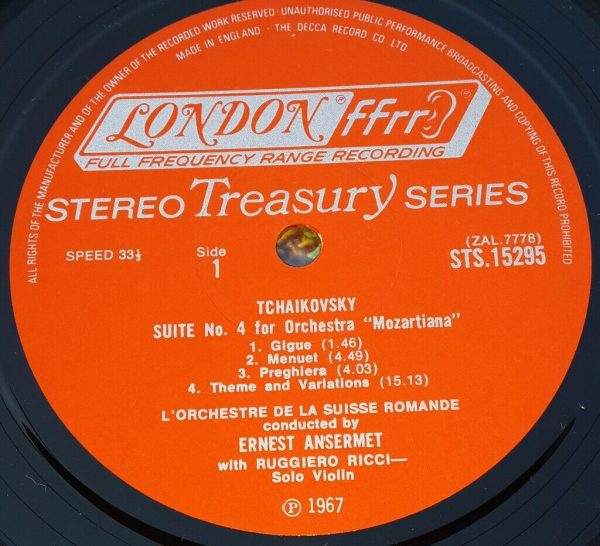 ALL RIGHTS OF THE MANUFACTURER AND OF THE OWNER OF THE RECORDED WORK RESERVED · UNAUTHORISED PUBLIC PERFORMANCE BROADCASTING AND COPYING OF THIS RECORD PROHIBITED
MADE IN ENGLAND · THE DECCA RECORD CO LTD
LONDON® ffrr®
FULL FREQUENCY RANGE RECORDING
STEREO Treasury SERIES
SPEED 33⅓
Side
1
(ZAL.7778)
STS.15295
TCHAIKOVSKY
SUITE No. 4 for Orchestra "Mozartiana"
1. Gigue (1.46)
2. Menuet (4.49)
3. Preghiera (4.03)
4. Theme and Variations (15.13)
L'ORCHESTRE DE LA SUISSE ROMANDE
conducted by
ERNEST ANSERMET
with RUGGIERO RICCI—
Solo Violin
Ⓟ 1967